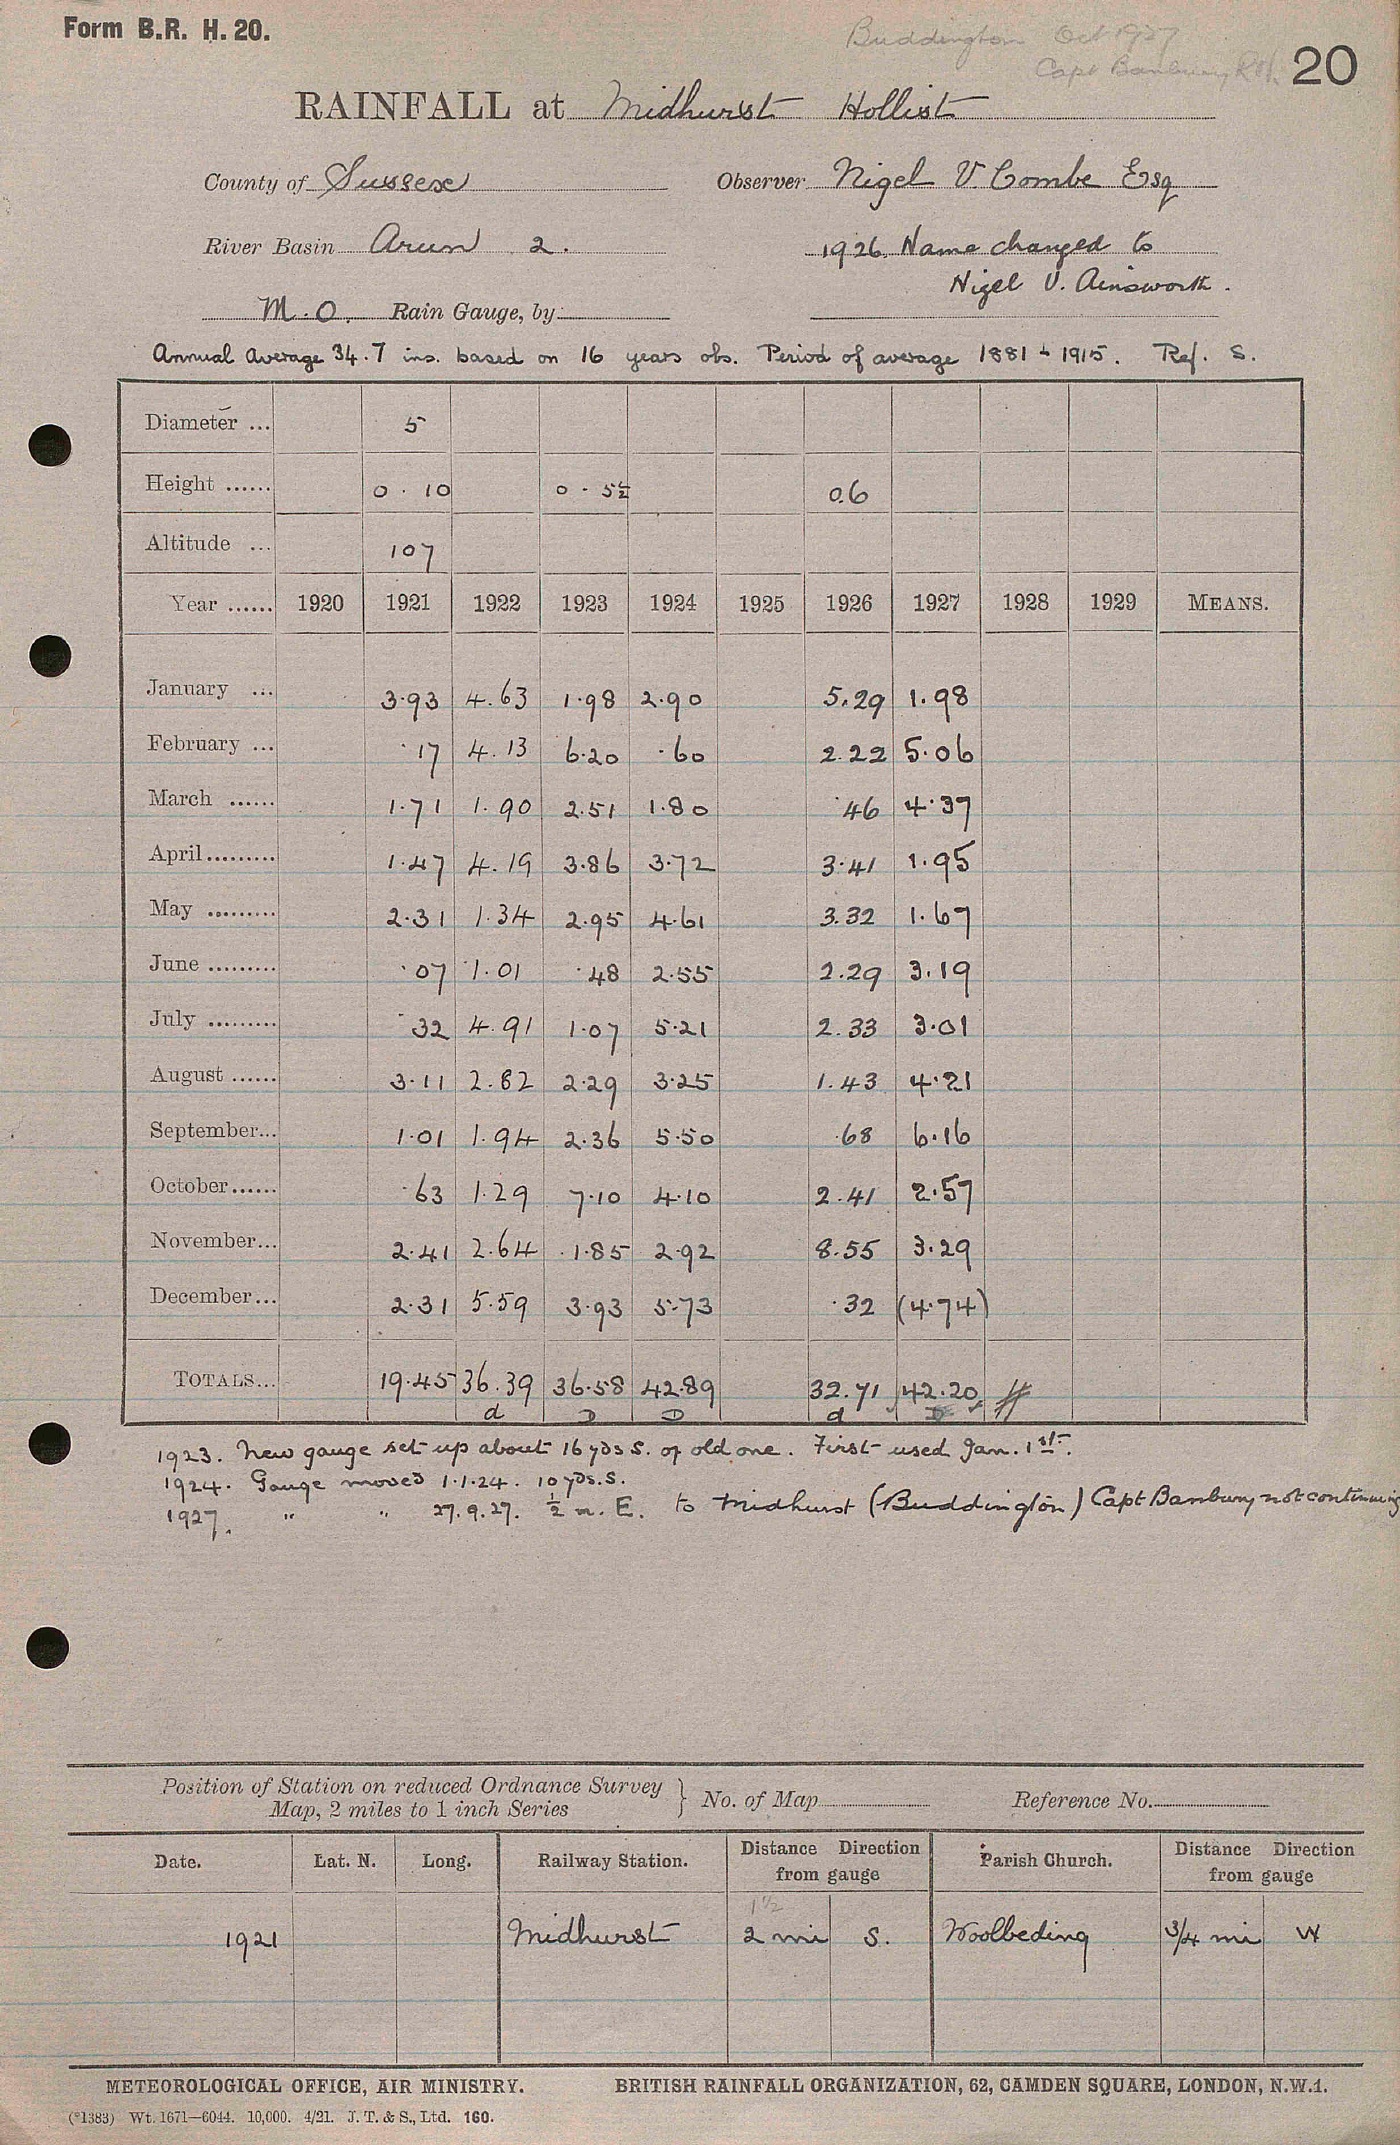 Form B.R. H. 20.
Buddington Oct 1927
Capt Banbury R.N.
20
RAINFALL at Midhurst Hollist
County of Sussex Observer Nigel V. Combe Esq
River Basin Arun 2. 1926. Name changed to
Nigel V. Ainsworth.
M.O. Rain Gauge, by
Annual Average 34.7 ins. based on 16 years obs. Period of average 1881 - 1915. Ref. S.
Diameter ... 5
Height ...... 0 . 10 0 - 5½ 0.6
Altitude ... 107
Year ...... 1920 1921 1922 1923 1924 1925 1926 1927 1928 1929 MEANS.
January ... 3.93 4.63 1.98 2.90 5.29 1.98
February ... .17 4.13 6.20 .60 2.22 5.06
March ...... 1.71 1.90 2.51 1.80 .46 4.37
April......... 1.47 4.19 3.86 3.72 3.41 1.95
May ......... 2.31 1.34 2.95 4.61 3.32 1.67
June ......... .07 1.01 .48 2.55 2.29 3.19
July ......... .32 4.91 1.07 5.21 2.33 3.01
August ...... 3.11 2.82 2.29 3.25 1.43 4.21
September... 1.01 1.94 2.36 5.50 .68 6.16
October...... .63 1.29 7.10 4.10 2.41 2.57
November... 2.41 2.64 1.85 2.92 8.55 3.29
December... 2.31 5.59 3.93 5.73 .32 (4.74)
TOTALS... 19.45 36.39 36.58 42.89 32.71 42.20
d D D d D
1923. New gauge set up about 16 yds S. of old one. First used Jan. 1st.
1924. Gauge moved 1.1.24. 10 yds. S.
1927. " " 27.9.27. ½ m. E. to Midhurst (Buddington) Capt Banbury not continuing
Position of Station on reduced Ordnance Survey
Map, 2 miles to 1 inch Series } No. of Map Reference No.
Date. Lat. N. Long. Railway Station. Distance Direction from gauge Parish Church. Distance Direction from gauge
1½
1921 Midhurst 2 mi S. Woolbeding 3/4 mi W
METEOROLOGICAL OFFICE, AIR MINISTRY. BRITISH RAINFALL ORGANIZATION, 62, CAMDEN SQUARE, LONDON, N.W.1.
(*1383) Wt. 1671—6044. 10,000. 4/21. J. T. & S., Ltd. 160.